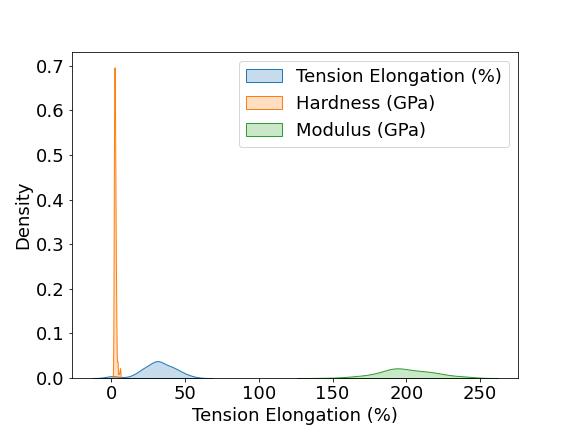 Tension Elongation (%)
Hardness (GPa)
Modulus (GPa)
Density
0.7
0.6
0.5
0.4
0.3
0.2
0.1
0.0
0 50 100 150 200 250
Tension Elongation (%)